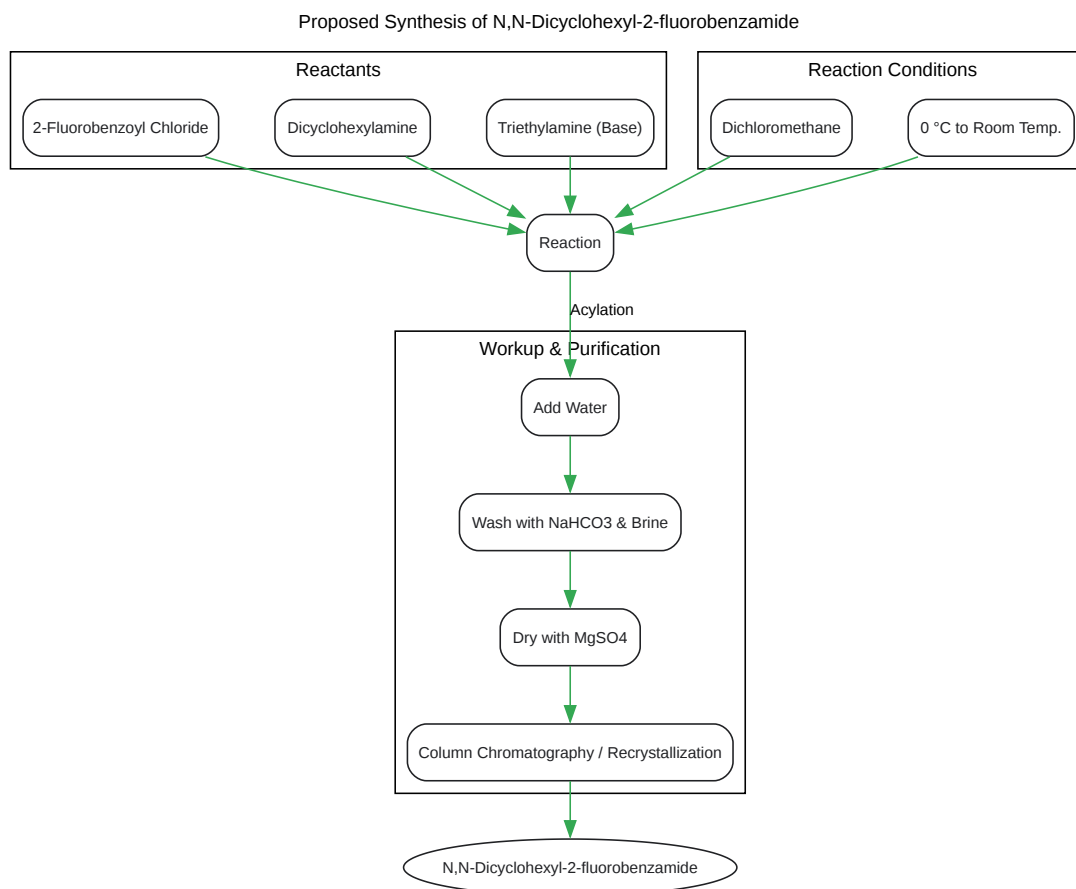 Proposed Synthesis of N,N-Dicyclohexyl-2-fluorobenzamide
Reactants
Reaction Conditions
2-Fluorobenzoyl Chloride
Dicyclohexylamine
Triethylamine (Base)
Dichloromethane
0 °C to Room Temp.
Reaction
Acylation
Workup & Purification
Add Water
Wash with NaHCO3 & Brine
Dry with MgSO4
Column Chromatography / Recrystallization
N,N-Dicyclohexyl-2-fluorobenzamide